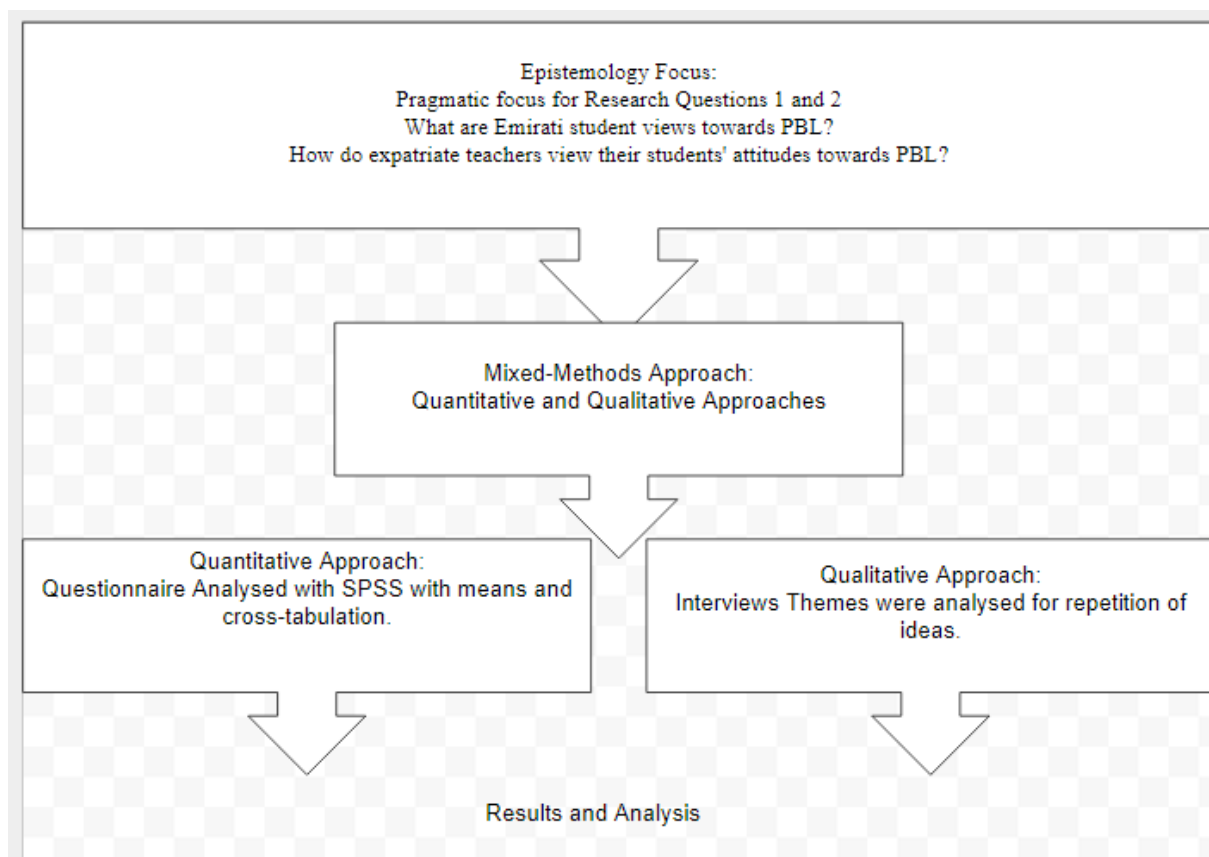 Epistemology Focus:
Pragmatic focus for Research Questions 1 and 2
What are Emirati student views towards PBL?
How do expatriate teachers view their students' attitudes towards PBL?
Mixed-Methods Approach:
Quantitative and Qualitative Approaches
Quantitative Approach:
Questionnaire Analysed with SPSS with means and
cross-tabulation.
Qualitative Approach:
Interviews Themes were analysed for repetition of
ideas.
Results and Analysis